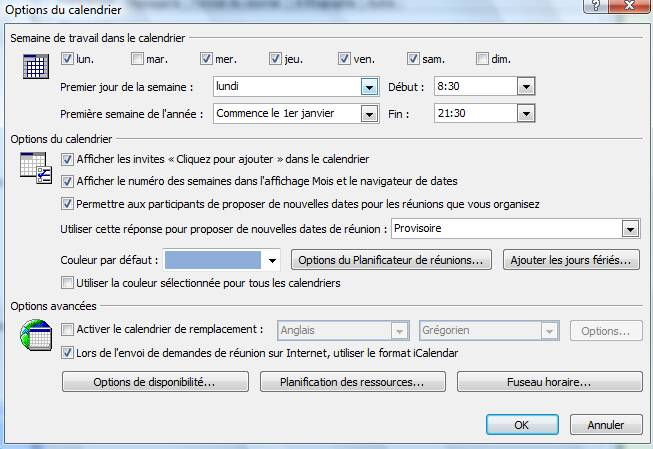 Options du calendrier
Semaine de travail dans le calendrier
lun. mar. mer. jeu. ven. sam. dim.
Premier jour de la semaine : lundi Début : 8:30
Première semaine de l'année : Commence le 1er janvier Fin : 21:30
Options du calendrier
Afficher les invites « Cliquez pour ajouter » dans le calendrier
Afficher le numéro des semaines dans l'affichage Mois et le navigateur de dates
Permettre aux participants de proposer de nouvelles dates pour les réunions que vous organisez
Utiliser cette réponse pour proposer de nouvelles dates de réunion : Provisoire
Couleur par défaut : Options du Planificateur de réunions... Ajouter les jours fériés...
Utiliser la couleur sélectionnée pour tous les calendriers
Options avancées
Activer le calendrier de remplacement : Anglais Grégorien Options...
Lors de l'envoi de demandes de réunion sur Internet, utiliser le format iCalendar
Options de disponibilité... Planification des ressources... Fuseau horaire...
OK Annuler